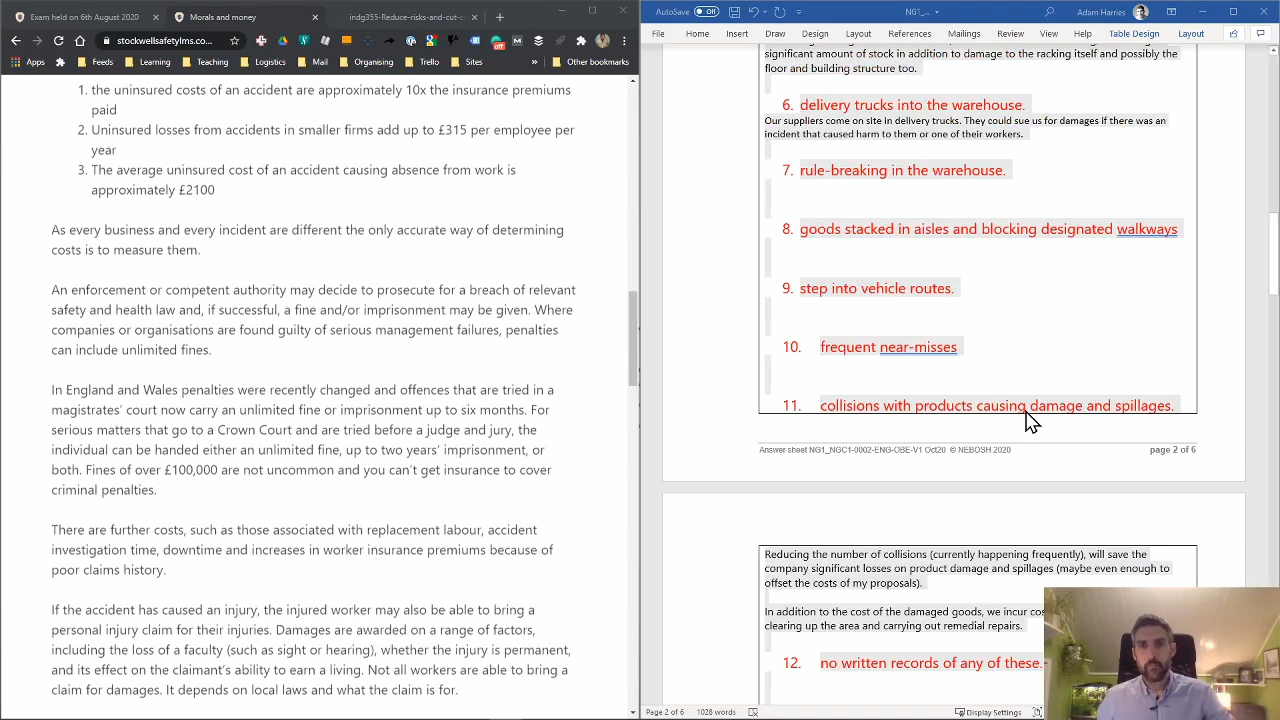 Exam held on 6th August 2020
Morals and money
indg355-Reduce-risks-and-cut-c
stockwellsafetylms.co...
Apps
Feeds
Learning
Teaching
Logistics
Mail
Organising
Trello
Sites
Other bookmarks
1. the uninsured costs of an accident are approximately 10x the insurance premiums
paid
2. Uninsured losses from accidents in smaller firms add up to £315 per employee per
year
3. The average uninsured cost of an accident causing absence from work is
approximately £2100
As every business and every incident are different the only accurate way of determining
costs is to measure them.
An enforcement or competent authority may decide to prosecute for a breach of relevant
safety and health law and, if successful, a fine and/or imprisonment may be given. Where
companies or organisations are found guilty of serious management failures, penalties
can include unlimited fines.
In England and Wales penalties were recently changed and offences that are tried in a
magistrates' court now carry an unlimited fine or imprisonment up to six months. For
serious matters that go to a Crown Court and are tried before a judge and jury, the
individual can be handed either an unlimited fine, up to two years' imprisonment, or
both. Fines of over £100,000 are not uncommon and you can't get insurance to cover
criminal penalties.
There are further costs, such as those associated with replacement labour, accident
investigation time, downtime and increases in worker insurance premiums because of
poor claims history.
If the accident has caused an injury, the injured worker may also be able to bring a
personal injury claim for their injuries. Damages are awarded on a range of factors,
including the loss of a faculty (such as sight or hearing), whether the injury is permanent,
and its effect on the claimant's ability to earn a living. Not all workers are able to bring a
claim for damages. It depends on local laws and what the claim is for.
AutoSave Off
NG1_...
Adam Harries
File Home Insert Draw Design Layout References Mailings Review View Help Table Design Layout
significant amount of stock in addition to damage to the racking itself and possibly the
floor and building structure too.
6. delivery trucks into the warehouse.
Our suppliers come on site in delivery trucks. They could sue us for damages if there was an
incident that caused harm to them or one of their workers.
7. rule-breaking in the warehouse.
8. goods stacked in aisles and blocking designated walkways
9. step into vehicle routes.
10. frequent near-misses
11. collisions with products causing damage and spillages.
Answer sheet NG1_NGC1-0002-ENG-OBE-V1 Oct20 © NEBOSH 2020
page 2 of 6
Reducing the number of collisions (currently happening frequently), will save the
company significant losses on product damage and spillages (maybe even enough to
offset the costs of my proposals).
In addition to the cost of the damaged goods, we incur
clearing up the area and carrying out remedial repairs.
12. no written records of any of these.
Page 2 of 6
1028 words
Display Settings